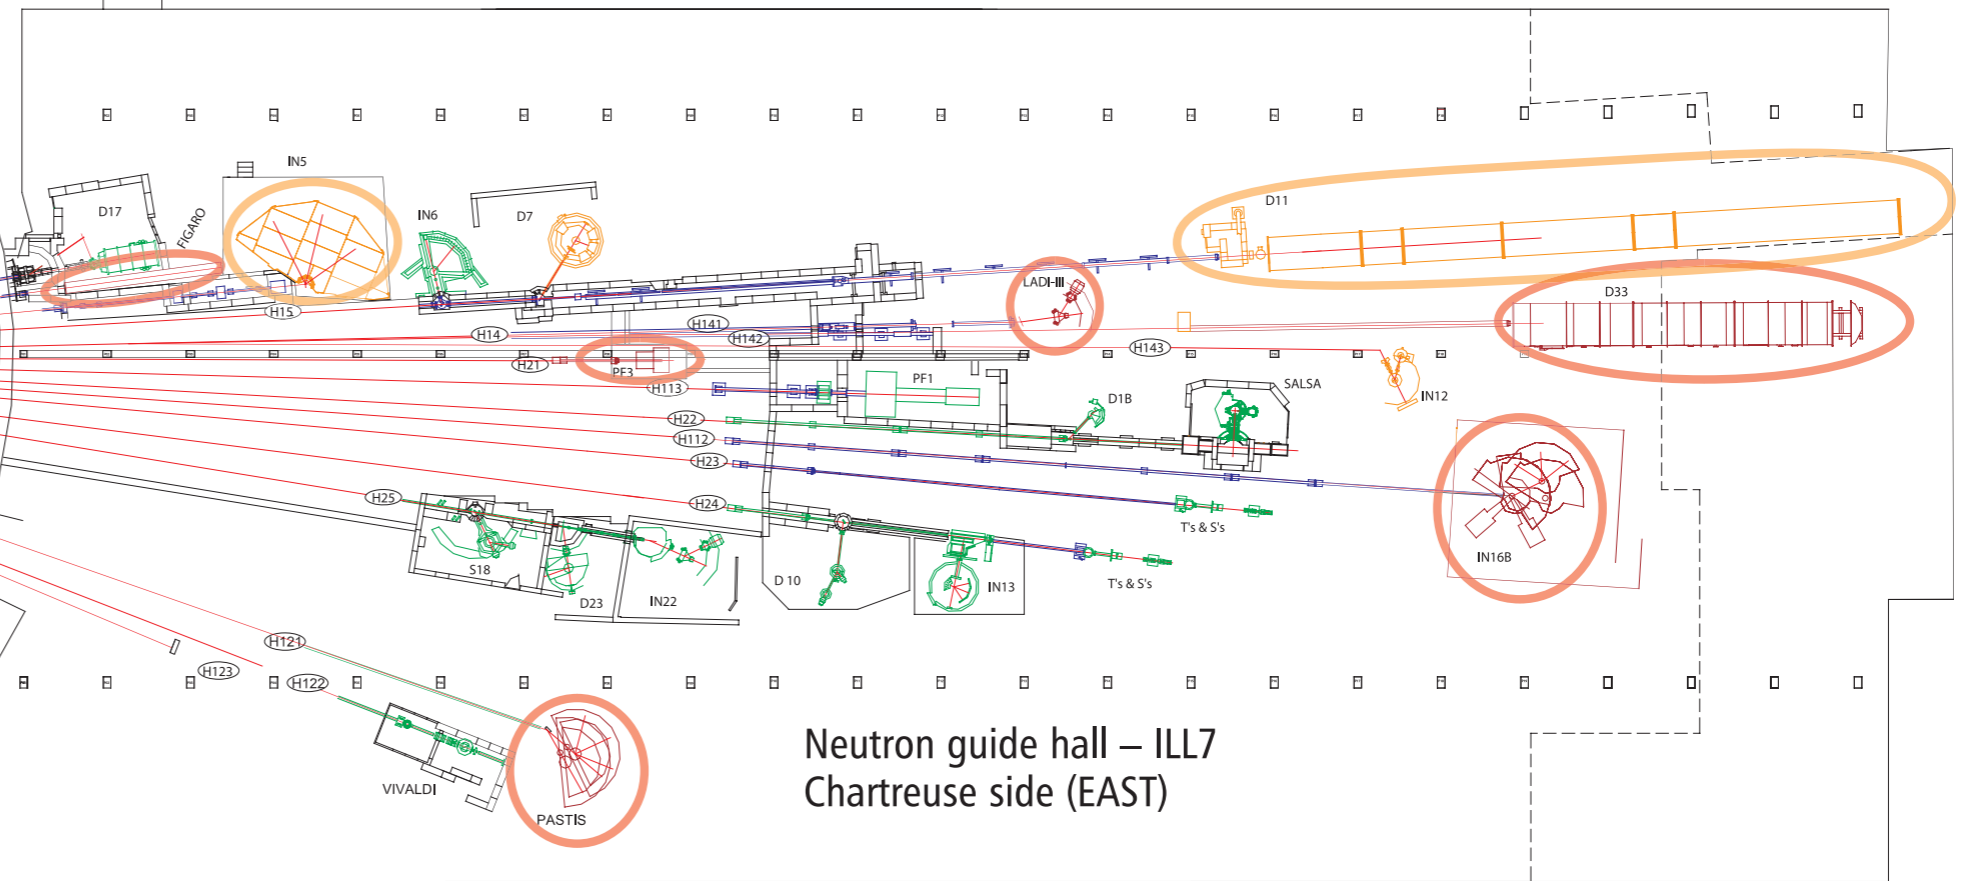 IN5
D17
FIGARO
IN6
D7
D11
H15
H14
H141
H142
LADI-III
D33
H143
H21
PF3
H113
PF1
D1B
SALSA
IN12
H22
H112
H23
H24
H25
S18
D23
IN22
D 10
IN13
T's & S's
T's & S's
IN16B
H121
H123
H122
VIVALDI
PASTIS
Neutron guide hall – ILL7
Chartreuse side (EAST)